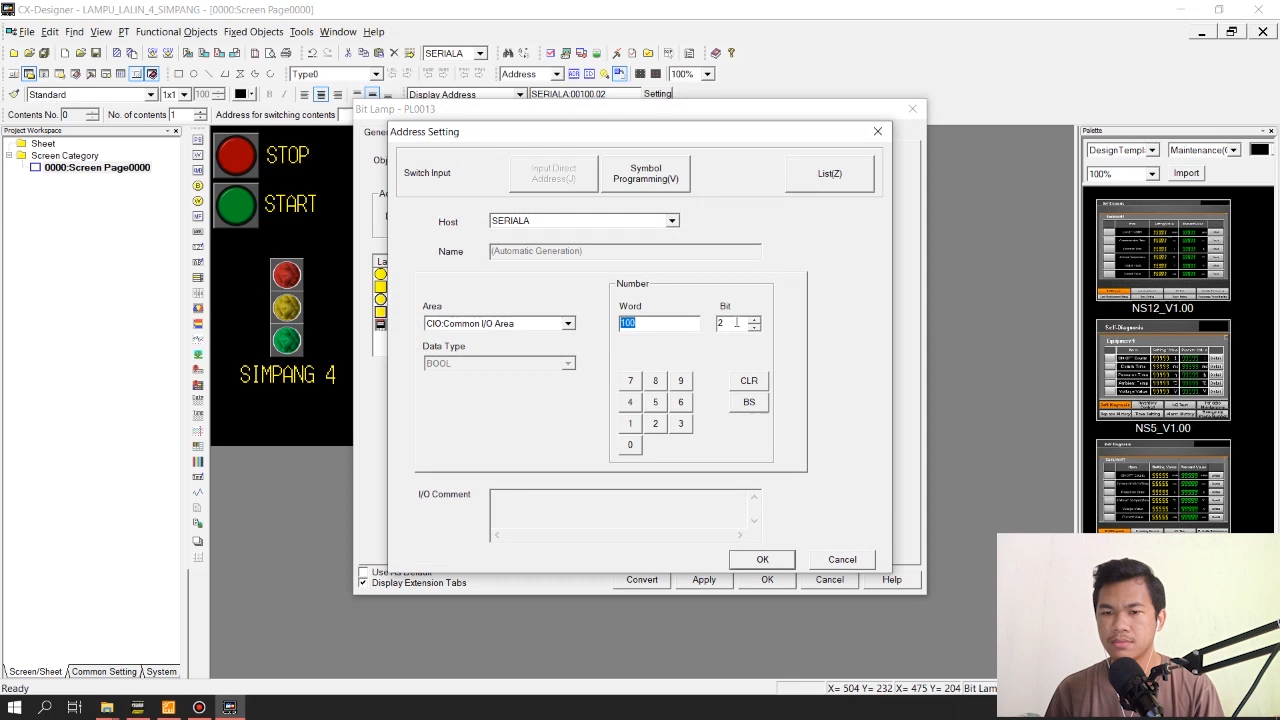 CX-Designer - LAMPU_LALIN_4_SIMPANG - [0000:Screen Page0000]
File Edit Find View PT Functional Objects Fixed Objects Tools Window Help
SERIALA
Type0 Address 100%
Standard 1x1 100 B Display Address SERIALA:00100.02 Setting
Contents No. 0 No. of contents 1 Address for switching contents
Project Workspace
Sheet
Screen Category
0000:Screen Page0000
STOP
START
SIMPANG 4
Bit Lamp - PL0013
Address Setting
Switch Input
Input Direct Address(J)
Symbol Programming(V)
List(Z)
Host SERIALA
(Automatic Generation)
Number
Area Word Bit
CIO:Common I/O Area 100 2
Data Type
BOOL
7 8 9 CLR
4 5 6 BS
1 2 3
0
I/O Comment
OK Cancel
Use As Default
Display Extension Tabs
Convert Apply OK Cancel Help
Palette
DesignTempl Maintenance(
100% Import
NS12_V1.00
Self-Diagnosis
NS5_V1.00
Screen/Sheet Common Setting System
Ready X= 504 Y= 232 X= 475 Y= 204 Bit Lam